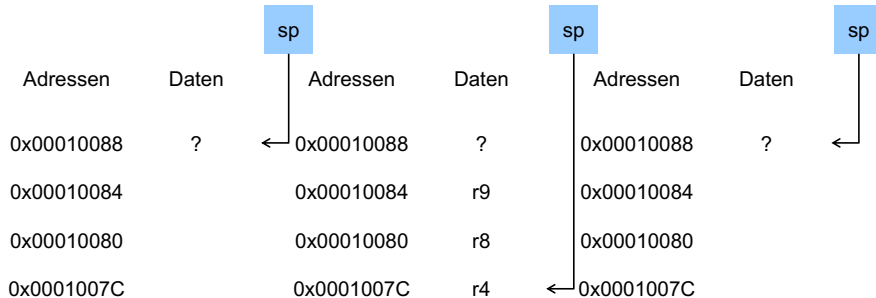 sp sp sp
Adressen Daten Adressen Daten Adressen Daten
0x00010088 ? 0x00010088 ? 0x00010088 ?
0x00010084 0x00010084 r9 0x00010084
0x00010080 0x00010080 r8 0x00010080
0x0001007C 0x0001007C r4 0x0001007C